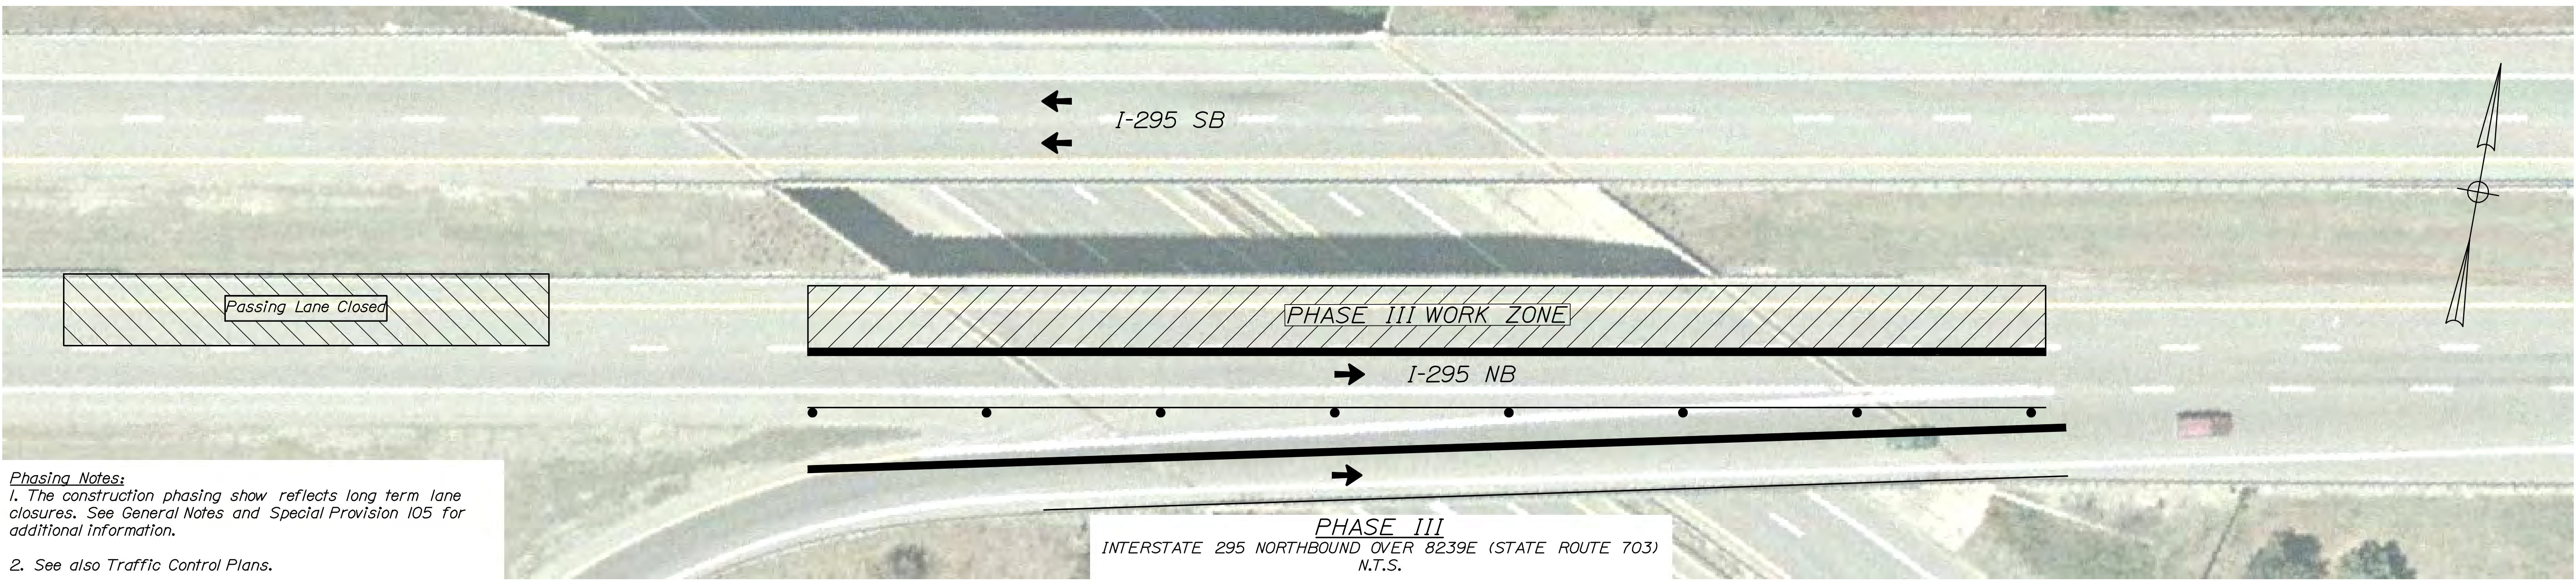 I-295 SB
Passing Lane Closed
PHASE III WORK ZONE
I-295 NB
Phasing Notes:
1. The construction phasing show reflects long term lane
closures. See General Notes and Special Provision 105 for
additional information.
2. See also Traffic Control Plans.
PHASE III
INTERSTATE 295 NORTHBOUND OVER 8239E (STATE ROUTE 703)
N.T.S.